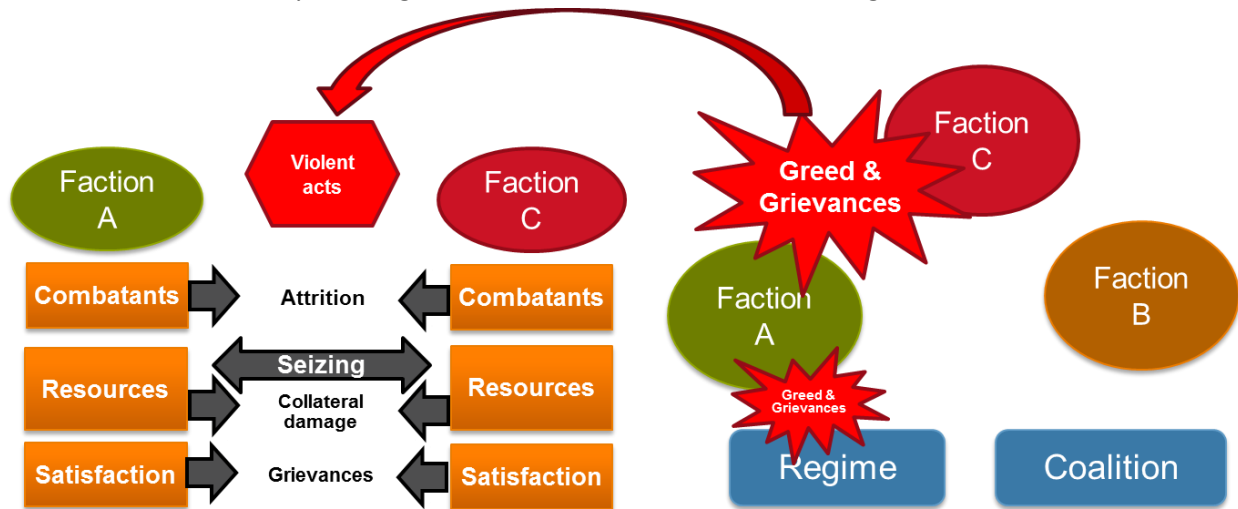 Violent
acts
Faction
A
Faction
C
Combatants
Attrition
Combatants
Seizing
Resources
Resources
Collateral
damage
Satisfaction
Grievances
Satisfaction
Faction
C
Greed &
Grievances
Faction
A
Faction
B
Greed &
Grievances
Regime
Coalition